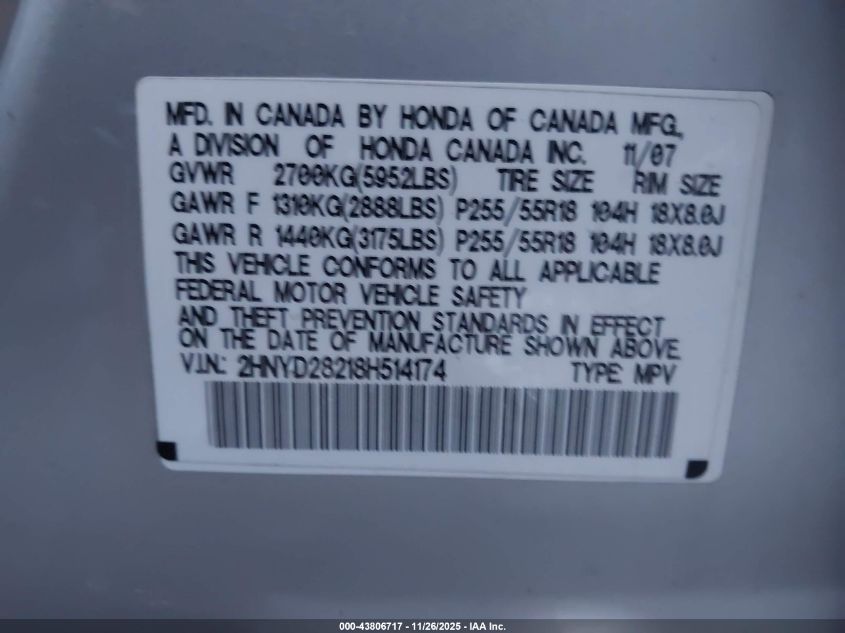 MFD. IN CANADA BY HONDA OF CANADA MFG.,
A DIVISION OF HONDA CANADA INC. 11/07
GVWR 2700KG(5952LBS) TIRE SIZE RIM SIZE
GAWR F 1310KG(2888LBS) P255/55R18 104H 18X8.0J
GAWR R 1440KG(3175LBS) P255/55R18 104H 18X8.0J
THIS VEHICLE CONFORMS TO ALL APPLICABLE
FEDERAL MOTOR VEHICLE SAFETY
AND THEFT PREVENTION STANDARDS IN EFFECT
ON THE DATE OF MANUFACTURE SHOWN ABOVE.
V.I.N.: 2HNYD28218H514174 TYPE: MPV
000-43806717 - 11/26/2025 - IAA Inc.